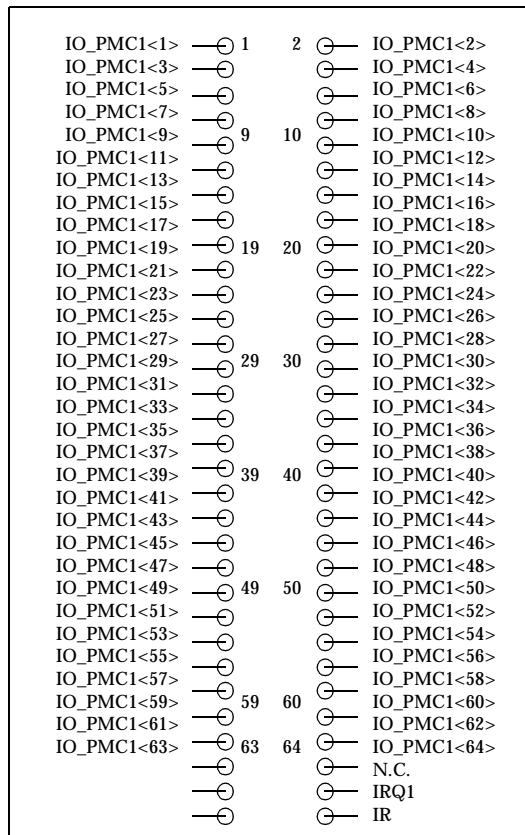 IO_PMC1<1> 1 2 IO_PMC1<2>
IO_PMC1<3> IO_PMC1<4>
IO_PMC1<5> IO_PMC1<6>
IO_PMC1<7> IO_PMC1<8>
IO_PMC1<9> 9 10 IO_PMC1<10>
IO_PMC1<11> IO_PMC1<12>
IO_PMC1<13> IO_PMC1<14>
IO_PMC1<15> IO_PMC1<16>
IO_PMC1<17> IO_PMC1<18>
IO_PMC1<19> 19 20 IO_PMC1<20>
IO_PMC1<21> IO_PMC1<22>
IO_PMC1<23> IO_PMC1<24>
IO_PMC1<25> IO_PMC1<26>
IO_PMC1<27> IO_PMC1<28>
IO_PMC1<29> 29 30 IO_PMC1<30>
IO_PMC1<31> IO_PMC1<32>
IO_PMC1<33> IO_PMC1<34>
IO_PMC1<35> IO_PMC1<36>
IO_PMC1<37> IO_PMC1<38>
IO_PMC1<39> 39 40 IO_PMC1<40>
IO_PMC1<41> IO_PMC1<42>
IO_PMC1<43> IO_PMC1<44>
IO_PMC1<45> IO_PMC1<46>
IO_PMC1<47> IO_PMC1<48>
IO_PMC1<49> 49 50 IO_PMC1<50>
IO_PMC1<51> IO_PMC1<52>
IO_PMC1<53> IO_PMC1<54>
IO_PMC1<55> IO_PMC1<56>
IO_PMC1<57> IO_PMC1<58>
IO_PMC1<59> 59 60 IO_PMC1<60>
IO_PMC1<61> IO_PMC1<62>
IO_PMC1<63> 63 64 IO_PMC1<64>
N.C.
IRQ1
IR